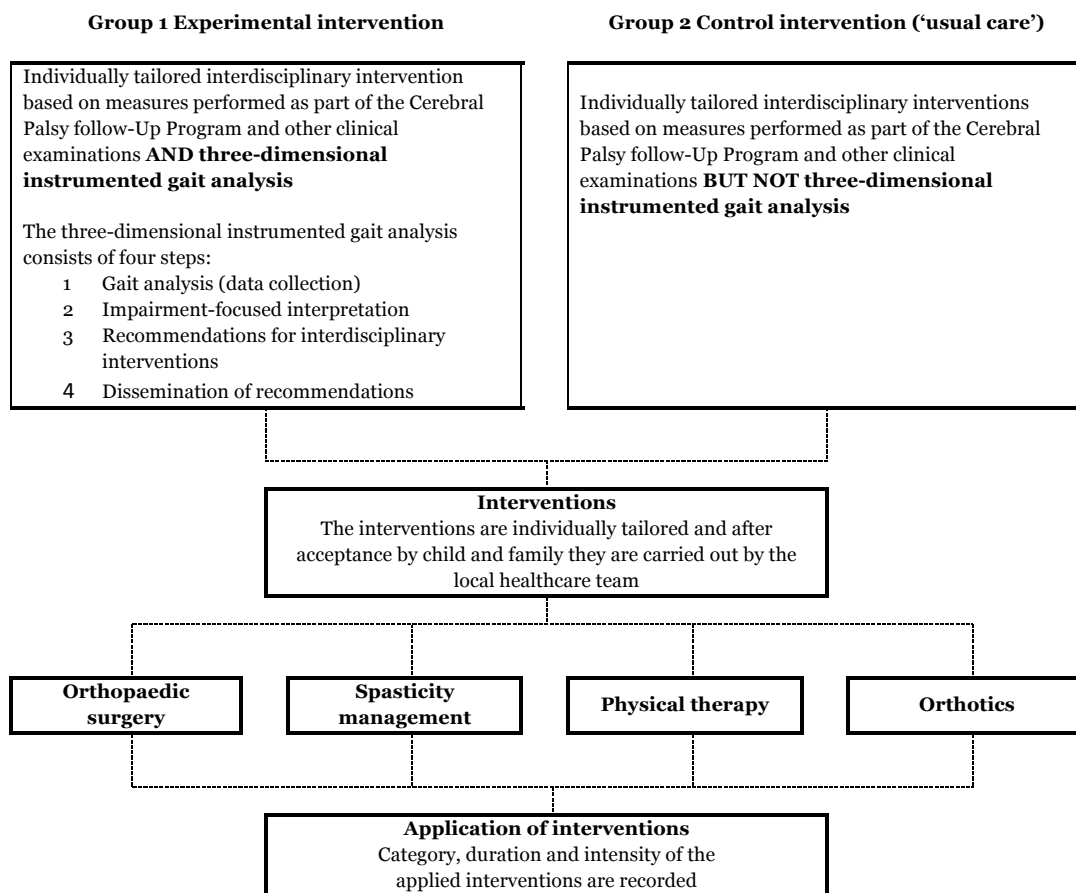 Group 1 Experimental intervention
Group 2 Control intervention (‘usual care’)
Individually tailored interdisciplinary intervention
based on measures performed as part of the Cerebral
Palsy follow-Up Program and other clinical
examinations AND three-dimensional
instrumented gait analysis
The three-dimensional instrumented gait analysis
consists of four steps:
1 Gait analysis (data collection)
2 Impairment-focused interpretation
3 Recommendations for interdisciplinary
interventions
4 Dissemination of recommendations
Individually tailored interdisciplinary interventions
based on measures performed as part of the Cerebral
Palsy follow-Up Program and other clinical
examinations BUT NOT three-dimensional
instrumented gait analysis
Interventions
The interventions are individually tailored and after
acceptance by child and family they are carried out by the
local healthcare team
Orthopaedic
surgery
Spasticity
management
Physical therapy
Orthotics
Application of interventions
Category, duration and intensity of the
applied interventions are recorded